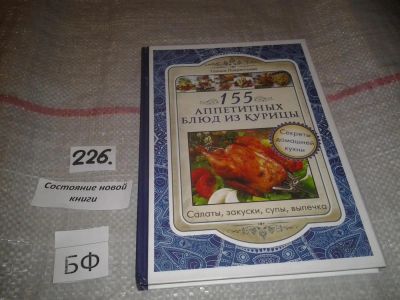 155
АППЕТИТНЫХ
БЛЮД ИЗ КУРИЦЫ
Секреты
домашней
кухни
Салаты, закуски, супы, выпечка
226.
Состояние новой
книги
БФ